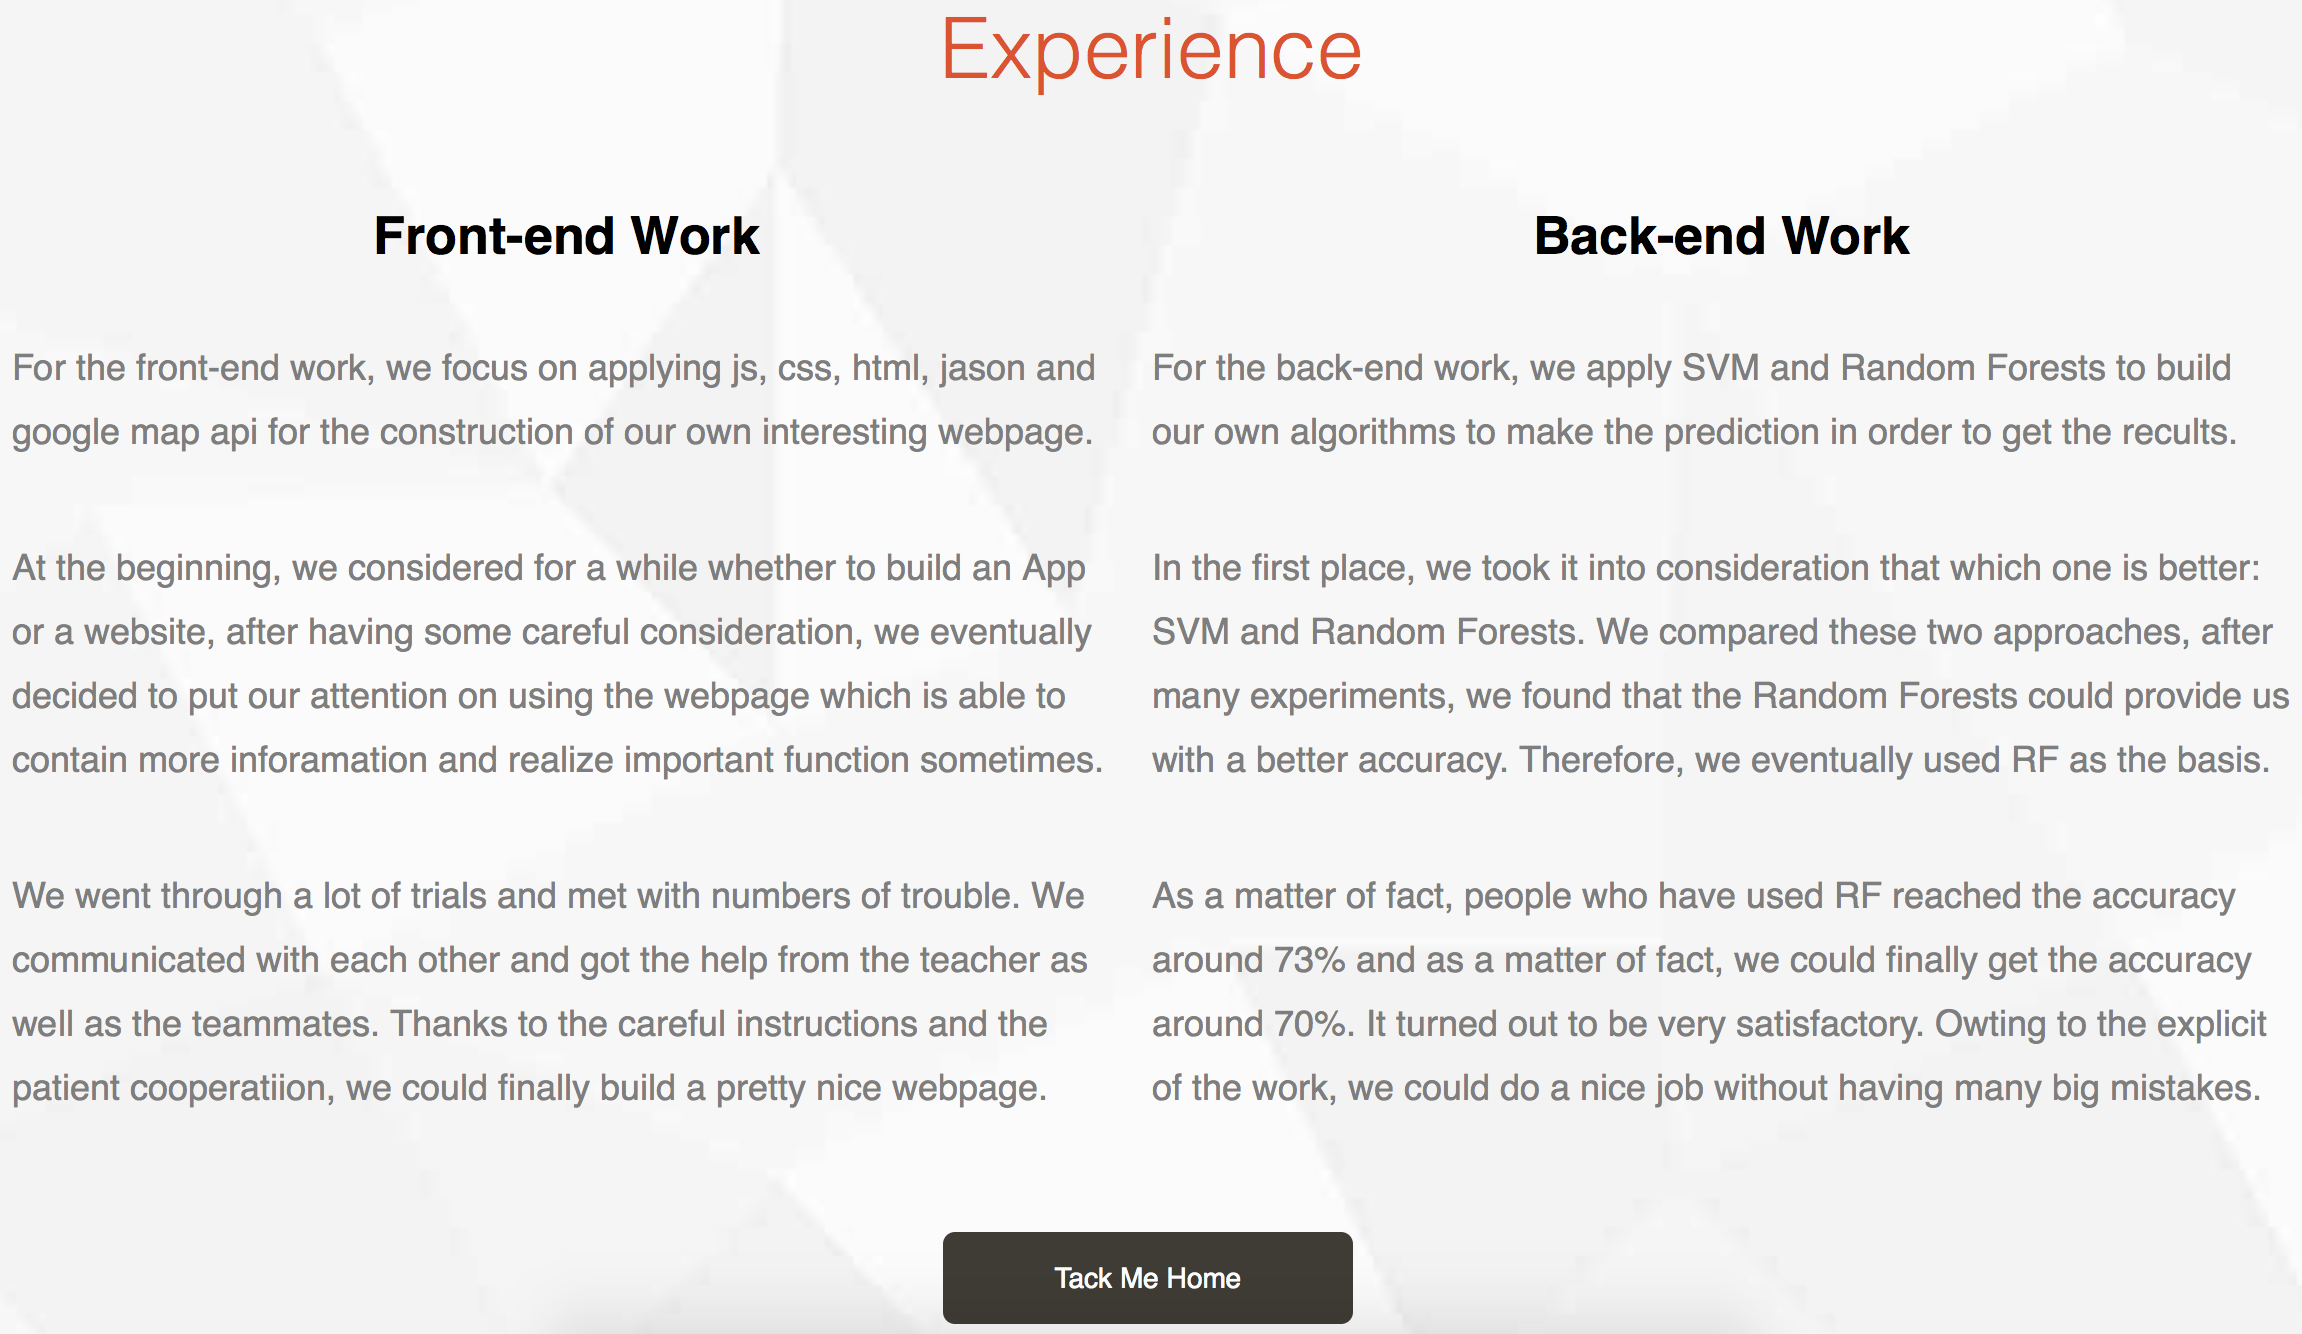 Experience
Front-end Work
For the front-end work, we focus on applying js, css, html, jason and
google map api for the construction of our own interesting webpage.
At the beginning, we considered for a while whether to build an App
or a website, after having some careful consideration, we eventually
decided to put our attention on using the webpage which is able to
contain more inforamation and realize important function sometimes.
We went through a lot of trials and met with numbers of trouble. We
communicated with each other and got the help from the teacher as
well as the teammates. Thanks to the careful instructions and the
patient cooperatiion, we could finally build a pretty nice webpage.
Back-end Work
For the back-end work, we apply SVM and Random Forests to build
our own algorithms to make the prediction in order to get the recults.
In the first place, we took it into consideration that which one is better:
SVM and Random Forests. We compared these two approaches, after
many experiments, we found that the Random Forests could provide us
with a better accuracy. Therefore, we eventually used RF as the basis.
As a matter of fact, people who have used RF reached the accuracy
around 73% and as a matter of fact, we could finally get the accuracy
around 70%. It turned out to be very satisfactory. Owting to the explicit
of the work, we could do a nice job without having many big mistakes.
Tack Me Home